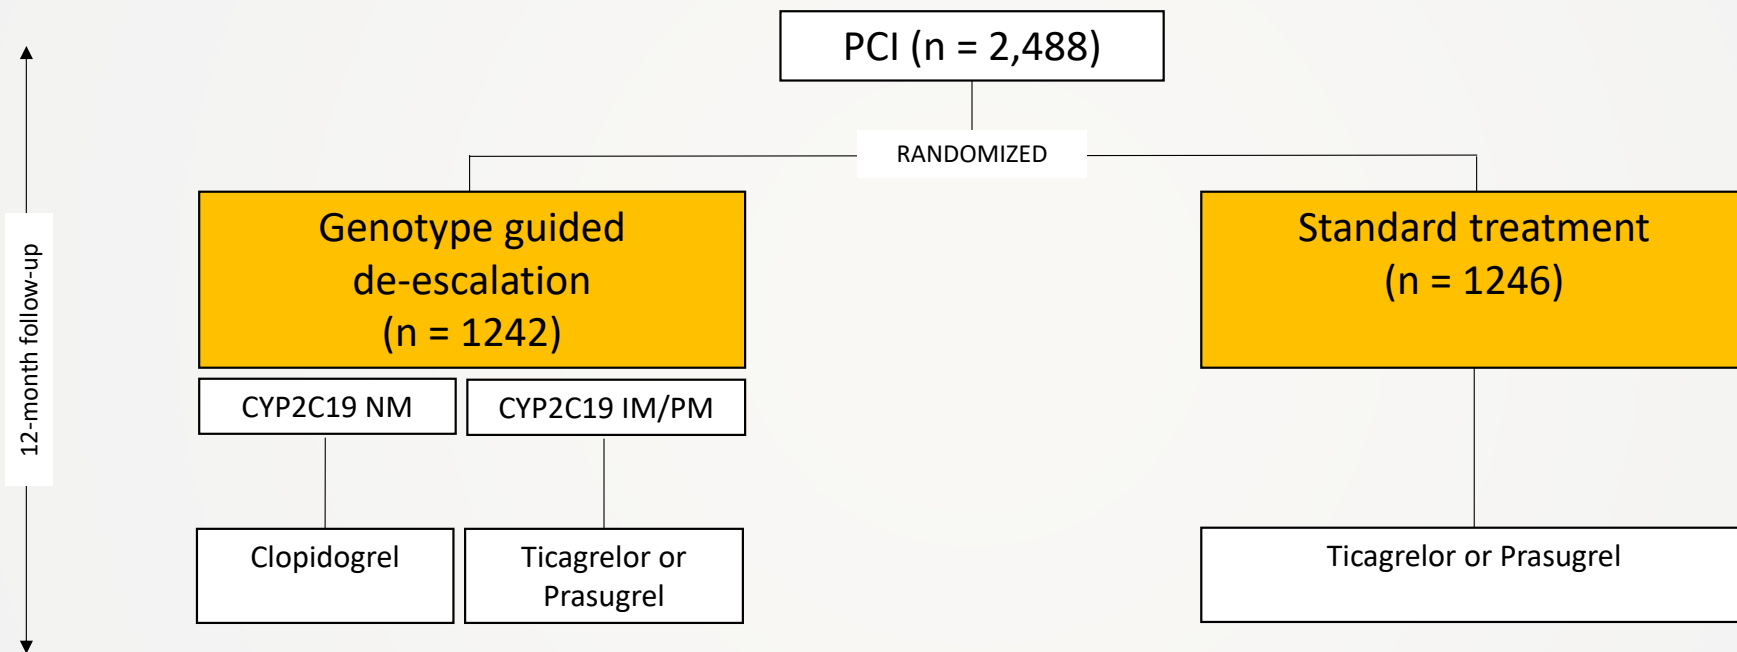 PCI (n = 2,488)
RANDOMIZED
12-month follow-up
Genotype guided
de-escalation
(n = 1242)
Standard treatment
(n = 1246)
CYP2C19 NM
CYP2C19 IM/PM
Clopidogrel
Ticagrelor or
Prasugrel
Ticagrelor or Prasugrel